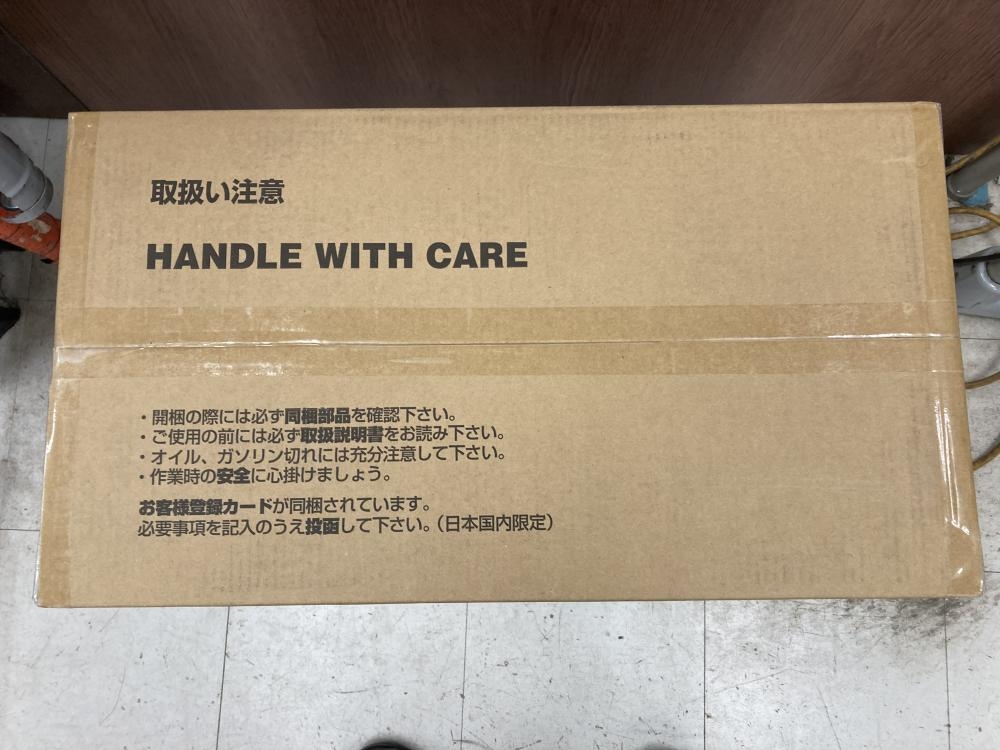 取扱い注意
HANDLE WITH CARE
・開梱の際には必ず同梱部品を確認下さい。
・ご使用の前には必ず取扱説明書をお読み下さい。
・オイル、ガソリン切れには充分注意して下さい。
・作業時の安全に心掛けましょう。
お客様登録カードが同梱されています。
必要事項を記入のうえ投函して下さい。（日本国内限定）